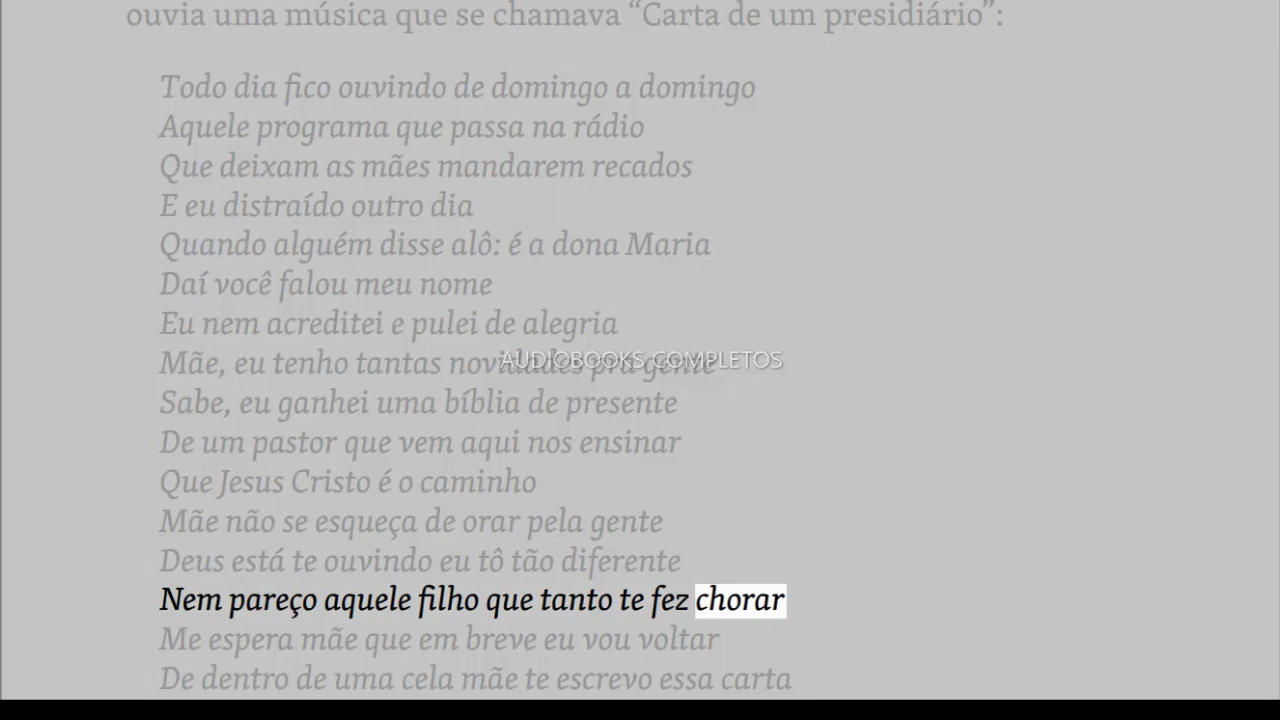 ouvia uma música que se chamava “Carta de um presidiário”:
Todo dia fico ouvindo de domingo a domingo
Aquele programa que passa na rádio
Que deixam as mães mandarem recados
E eu distraído outro dia
Quando alguém disse alô: é a dona Maria
Daí você falou meu nome
Eu nem acreditei e pulei de alegria
Mãe, eu tenho tantas novidades pra gente
AUDIOBOOKS COMPLETOS
Sabe, eu ganhei uma bíblia de presente
De um pastor que vem aqui nos ensinar
Que Jesus Cristo é o caminho
Mãe não se esqueça de orar pela gente
Deus está te ouvindo eu tô tão diferente
Nem pareço aquele filho que tanto te fez chorar
Me espera mãe que em breve eu vou voltar
De dentro de uma cela mãe te escrevo essa carta